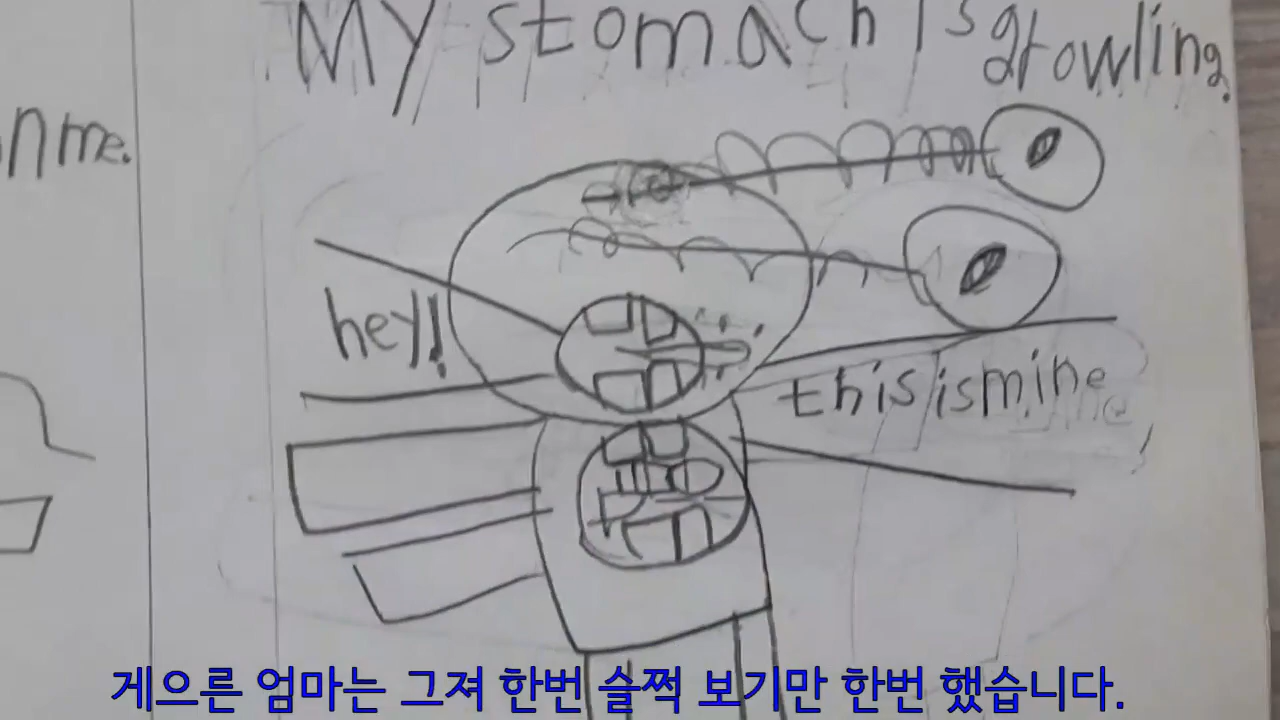 My stomach is growling.
nme.
hey!
this is mine
게으른 엄마는 그져 한번 슬쩍 보기만 한번 했습니다.